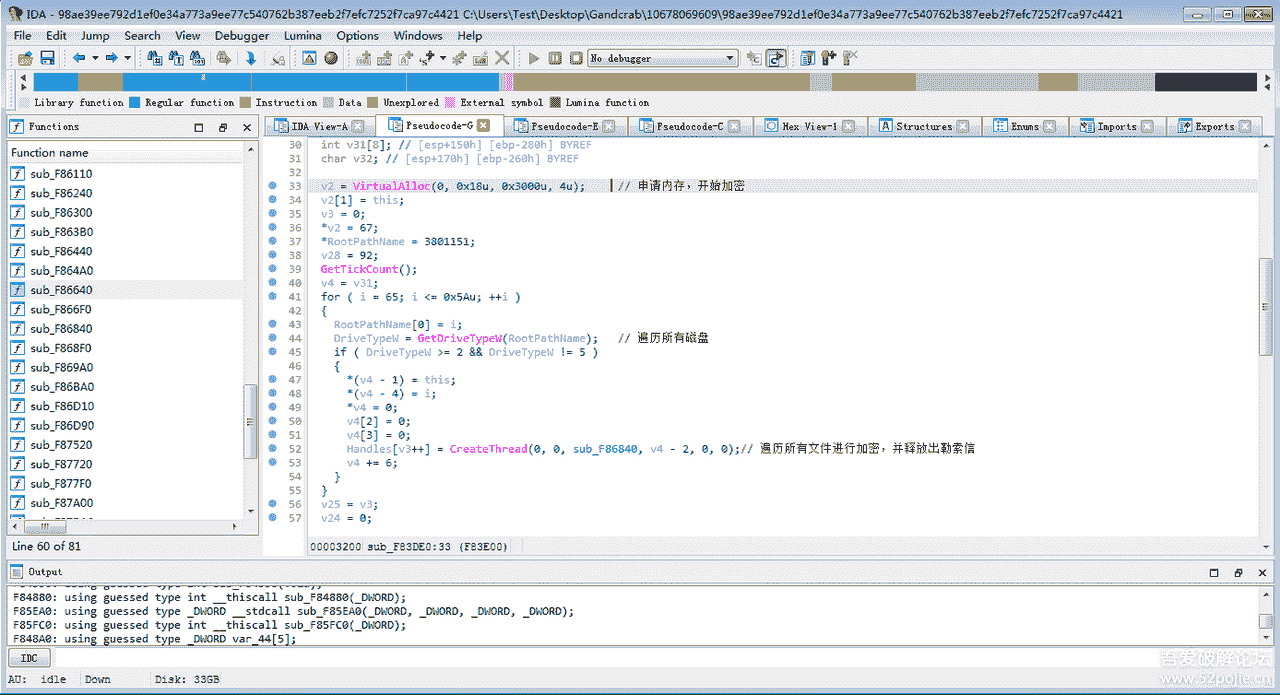 IDA - 98ae39ee792d1ef0e34a773a9ee77c540762b387eeb2f7efc7252f7ca97c4421 C:\Users\Test\Desktop\Gandcrab\10678069609\98ae39ee792d1ef0e34a773a9ee77c540762b387eeb2f7efc7252f7ca97c4421
File Edit Jump Search View Debugger Lumina Options Windows Help
No debugger
Library function Regular function Instruction Data Unexplored External symbol Lumina function
Functions
IDA View-A Pseudocode-G Pseudocode-E Pseudocode-C Hex View-1 Structures Enums Imports Exports
Function name
sub_F86110
sub_F86240
sub_F86300
sub_F863B0
sub_F86440
sub_F864A0
sub_F86640
sub_F866F0
sub_F86840
sub_F868F0
sub_F869A0
sub_F86BA0
sub_F86D10
sub_F86D90
sub_F87520
sub_F87720
sub_F877F0
sub_F87A00
Line 60 of 81
30 int v31[8]; // [esp+150h] [ebp-280h] BYREF
31 char v32; // [esp+170h] [ebp-260h] BYREF
32
33 v2 = VirtualAlloc(0, 0x18u, 0x3000u, 4u); // 申请内存，开始加密
34 v2[1] = this;
35 v3 = 0;
36 *v2 = 67;
37 *RootPathName = 3801151;
38 v28 = 92;
39 GetTickCount();
40 v4 = v31;
41 for ( i = 65; i <= 0x5Au; ++i )
42 {
43 RootPathName[0] = i;
44 DriveTypeW = GetDriveTypeW(RootPathName); // 遍历所有磁盘
45 if ( DriveTypeW >= 2 && DriveTypeW != 5 )
46 {
47 *(v4 - 1) = this;
48 *(v4 - 4) = i;
49 *v4 = 0;
50 v4[2] = 0;
51 v4[3] = 0;
52 Handles[v3++] = CreateThread(0, 0, sub_F86840, v4 - 2, 0, 0);// 遍历所有文件进行加密，并释放出勒索信
53 v4 += 6;
54 }
55 }
56 v25 = v3;
57 v24 = 0;
00003200 sub_F83DE0:33 (F83E00)
Output
F84880: using guessed type int __thiscall sub_F84880(_DWORD);
F85EA0: using guessed type _DWORD __stdcall sub_F85EA0(_DWORD, _DWORD, _DWORD, _DWORD);
F85FC0: using guessed type int __thiscall sub_F85FC0(_DWORD);
F848A0: using guessed type _DWORD var_44[5];
IDC
AU: idle Down Disk: 33GB
吾爱破解论坛
www.52pojie.cn